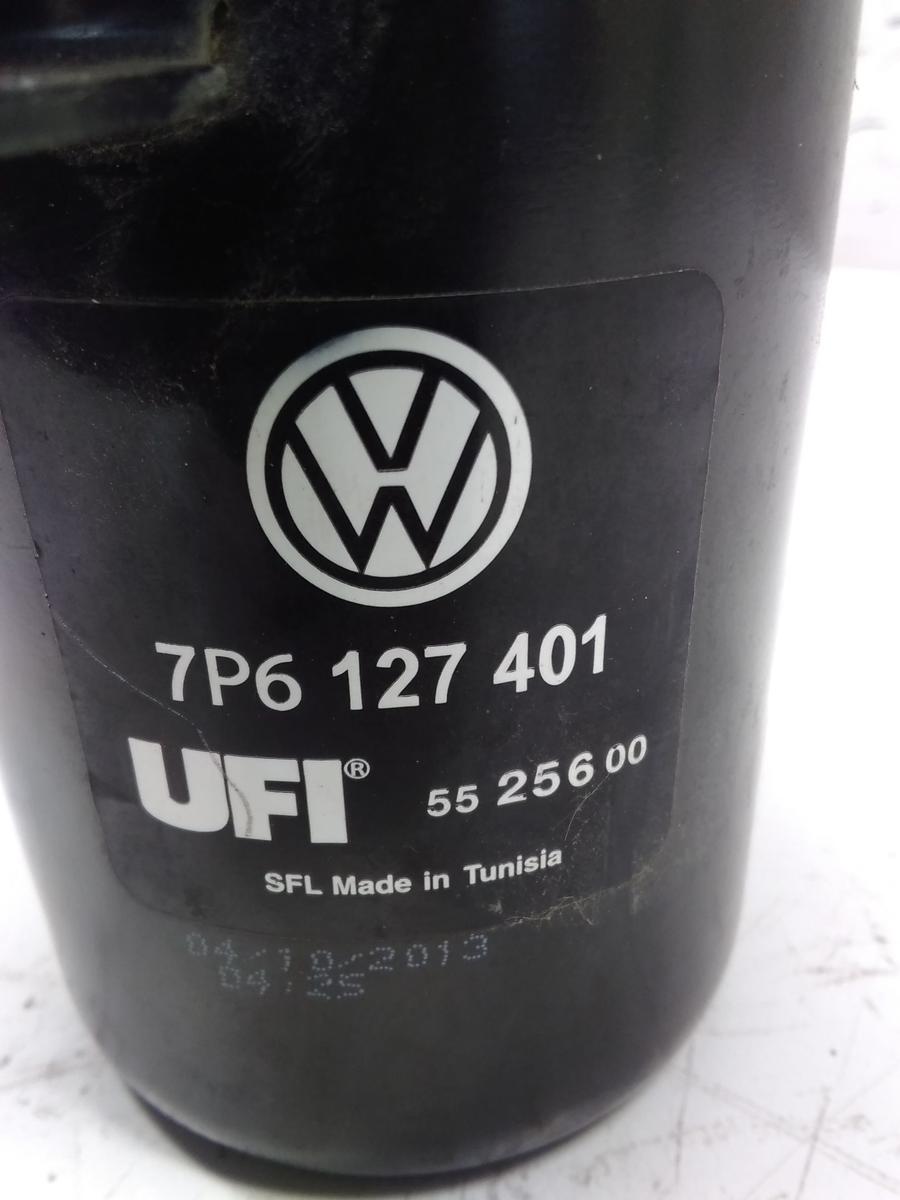 7P6 127 401
UFI® 55 256 00
SFL Made in Tunisia
04/10/2013
04:25